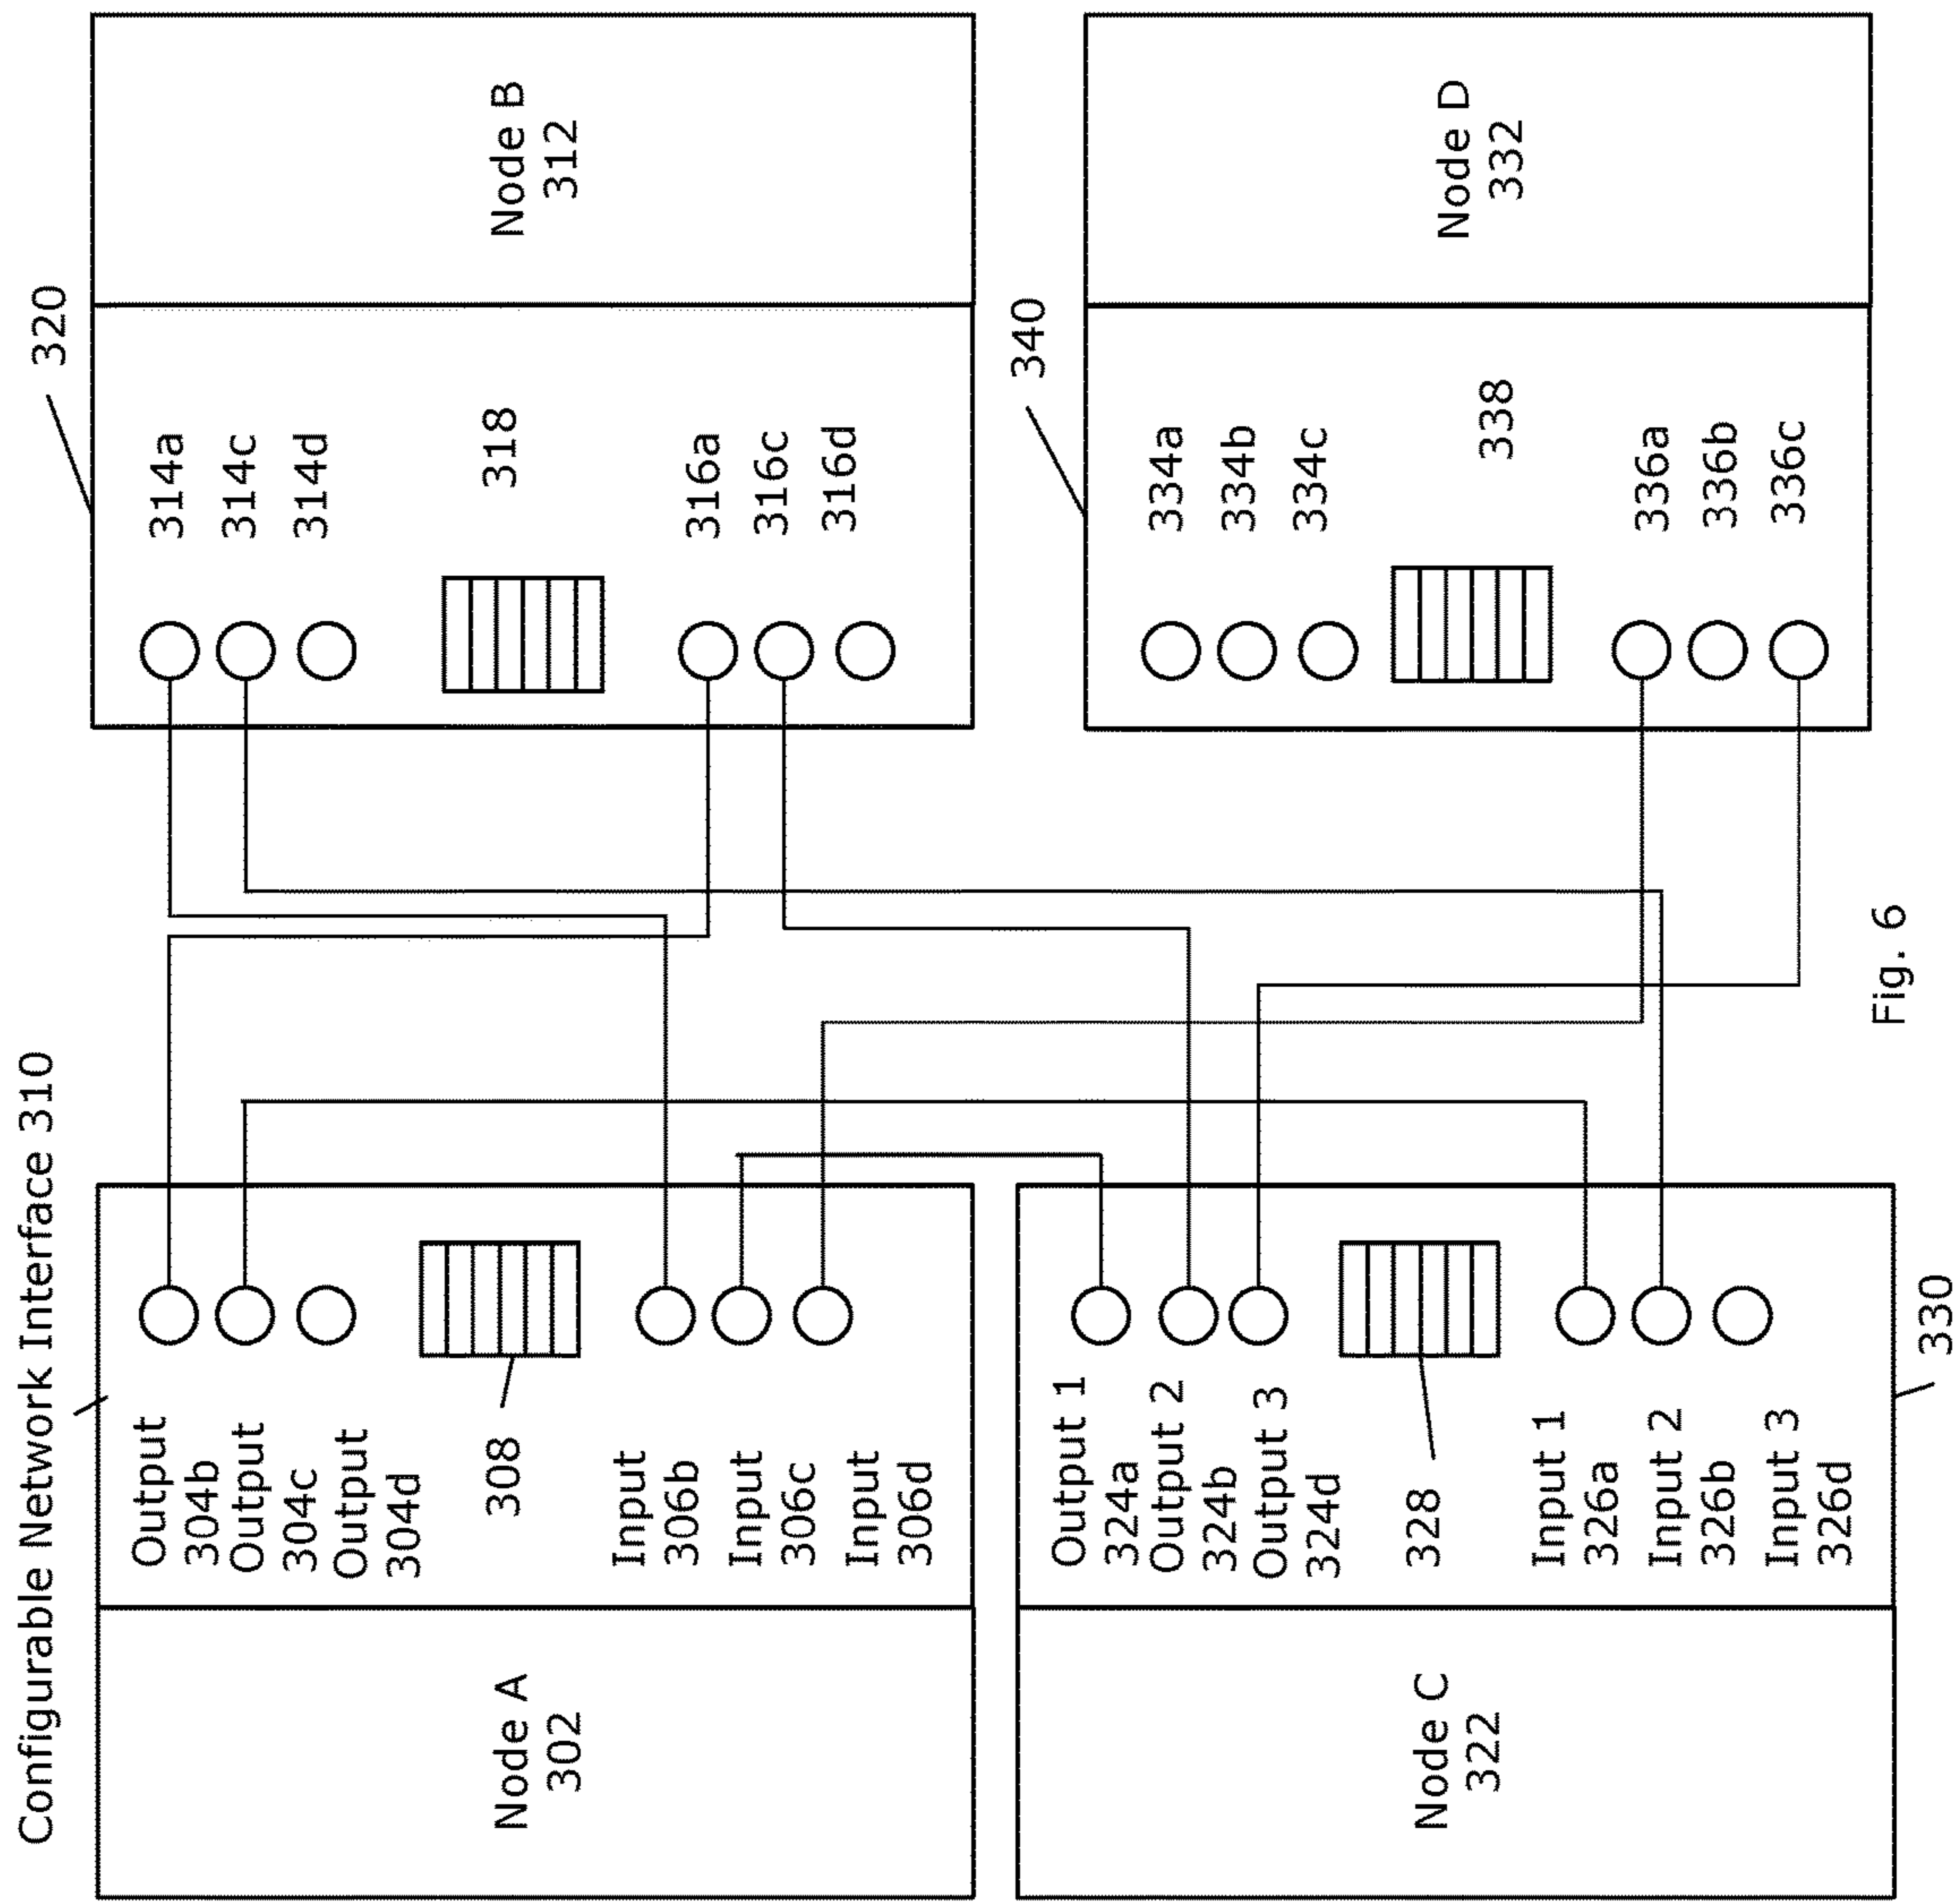 Configurable Network Interface 310
Node A
302
Output
304b
Output
304c
Output
304d
308
Input
306b
Input
306c
Input
306d
320
314a
314c
314d
318
316a
316c
316d
Node B
312
Node C
322
Output 1
324a
Output 2
324b
Output 3
324d
328
Input 1
326a
Input 2
326b
Input 3
326d
330
340
334a
334b
334c
338
336a
336b
336c
Node D
332
Fig. 6